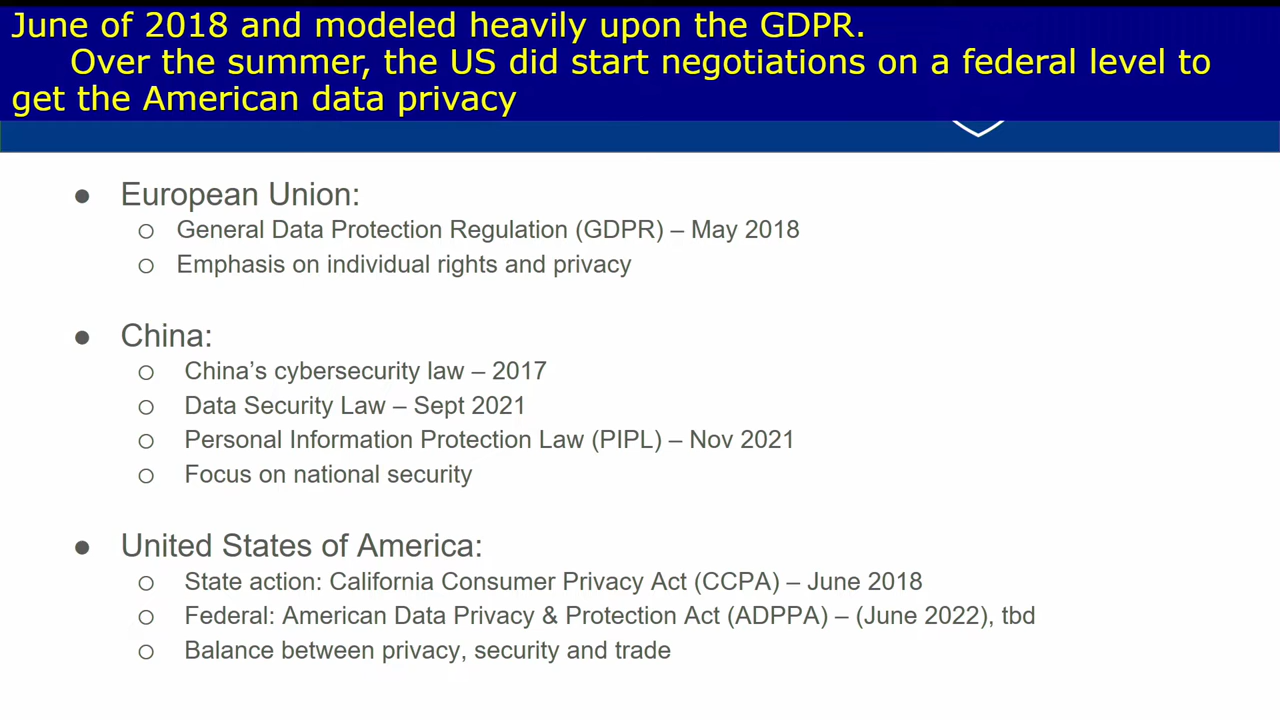 June of 2018 and modeled heavily upon the GDPR.
Over the summer, the US did start negotiations on a federal level to
get the American data privacy
● European Union:
o General Data Protection Regulation (GDPR) – May 2018
o Emphasis on individual rights and privacy
● China:
o China’s cybersecurity law – 2017
o Data Security Law – Sept 2021
o Personal Information Protection Law (PIPL) – Nov 2021
o Focus on national security
● United States of America:
o State action: California Consumer Privacy Act (CCPA) – June 2018
o Federal: American Data Privacy & Protection Act (ADPPA) – (June 2022), tbd
o Balance between privacy, security and trade